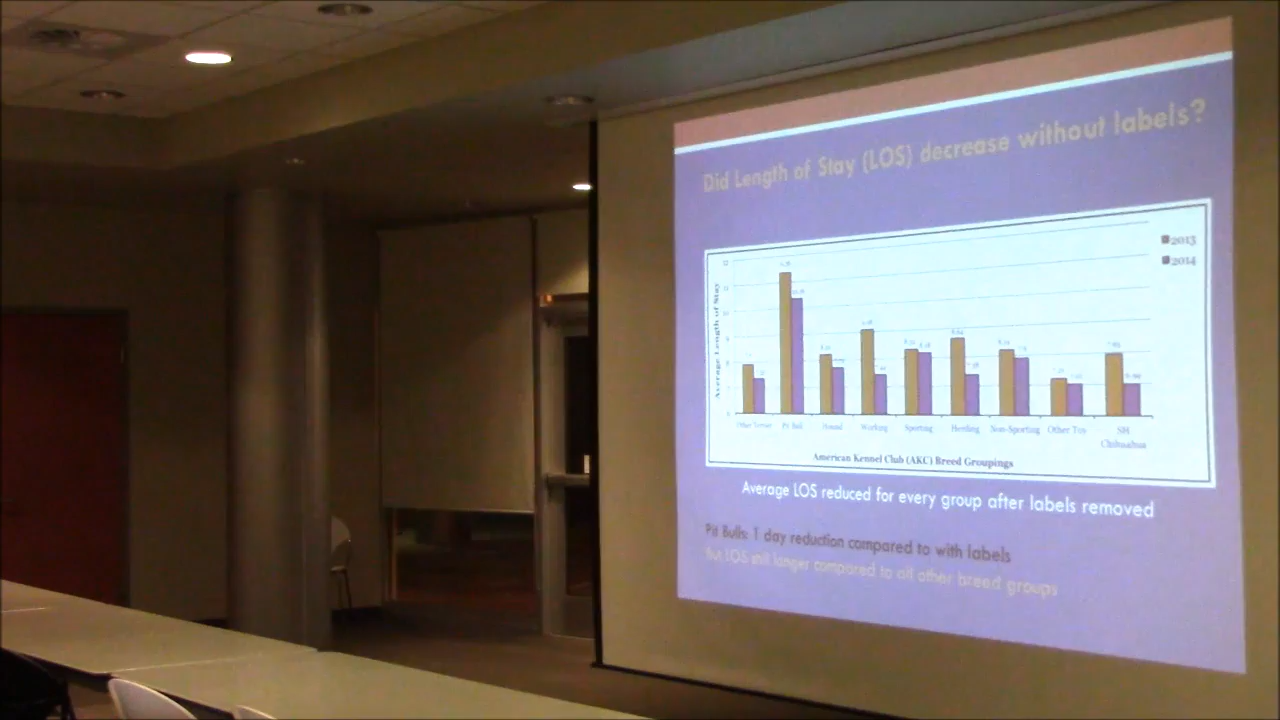 Did Length of Stay (LOS) decrease without labels?
2013
2014
Average Length of Stay
Other Terrier Pit Bull Hound Working Sporting Herding Non-Sporting Other Toy SH
Chihuahua
American Kennel Club (AKC) Breed Groupings
Average LOS reduced for every group after labels removed
Pit Bulls: 1 day reduction compared to with labels
But LOS still longer compared to all other breed groups